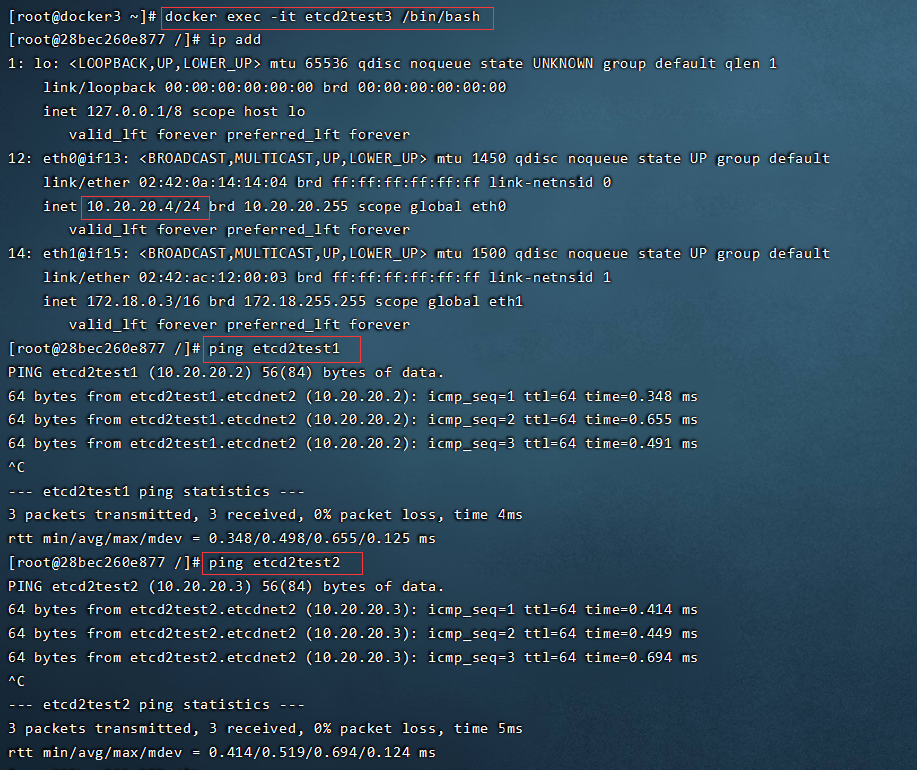 [root@docker3 ~]# docker exec -it etcd2test3 /bin/bash
[root@28bec260e877 /]# ip add
1: lo: <LOOPBACK,UP,LOWER_UP> mtu 65536 qdisc noqueue state UNKNOWN group default qlen 1
    link/loopback 00:00:00:00:00:00 brd 00:00:00:00:00:00
    inet 127.0.0.1/8 scope host lo
       valid_lft forever preferred_lft forever
12: eth0@if13: <BROADCAST,MULTICAST,UP,LOWER_UP> mtu 1450 qdisc noqueue state UP group default
    link/ether 02:42:0a:14:14:04 brd ff:ff:ff:ff:ff:ff link-netnsid 0
    inet 10.20.20.4/24 brd 10.20.20.255 scope global eth0
       valid_lft forever preferred_lft forever
14: eth1@if15: <BROADCAST,MULTICAST,UP,LOWER_UP> mtu 1500 qdisc noqueue state UP group default
    link/ether 02:42:ac:12:00:03 brd ff:ff:ff:ff:ff:ff link-netnsid 1
    inet 172.18.0.3/16 brd 172.18.255.255 scope global eth1
       valid_lft forever preferred_lft forever
[root@28bec260e877 /]# ping etcd2test1
PING etcd2test1 (10.20.20.2) 56(84) bytes of data.
64 bytes from etcd2test1.etcdnet2 (10.20.20.2): icmp_seq=1 ttl=64 time=0.348 ms
64 bytes from etcd2test1.etcdnet2 (10.20.20.2): icmp_seq=2 ttl=64 time=0.655 ms
64 bytes from etcd2test1.etcdnet2 (10.20.20.2): icmp_seq=3 ttl=64 time=0.491 ms
^C
--- etcd2test1 ping statistics ---
3 packets transmitted, 3 received, 0% packet loss, time 4ms
rtt min/avg/max/mdev = 0.348/0.498/0.655/0.125 ms
[root@28bec260e877 /]# ping etcd2test2
PING etcd2test2 (10.20.20.3) 56(84) bytes of data.
64 bytes from etcd2test2.etcdnet2 (10.20.20.3): icmp_seq=1 ttl=64 time=0.414 ms
64 bytes from etcd2test2.etcdnet2 (10.20.20.3): icmp_seq=2 ttl=64 time=0.449 ms
64 bytes from etcd2test2.etcdnet2 (10.20.20.3): icmp_seq=3 ttl=64 time=0.694 ms
^C
--- etcd2test2 ping statistics ---
3 packets transmitted, 3 received, 0% packet loss, time 5ms
rtt min/avg/max/mdev = 0.414/0.519/0.694/0.124 ms